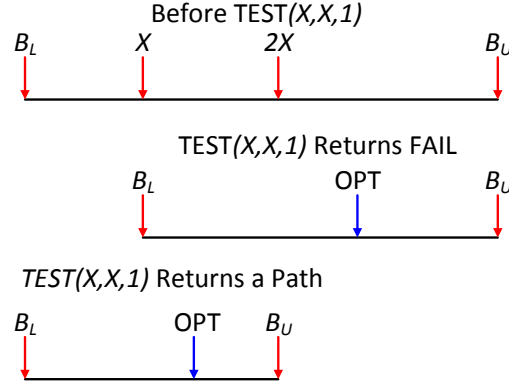 Before TEST(X,X,1)
B_L X 2X B_U
TEST(X,X,1) Returns FAIL
B_L OPT B_U
TEST(X,X,1) Returns a Path
B_L OPT B_U